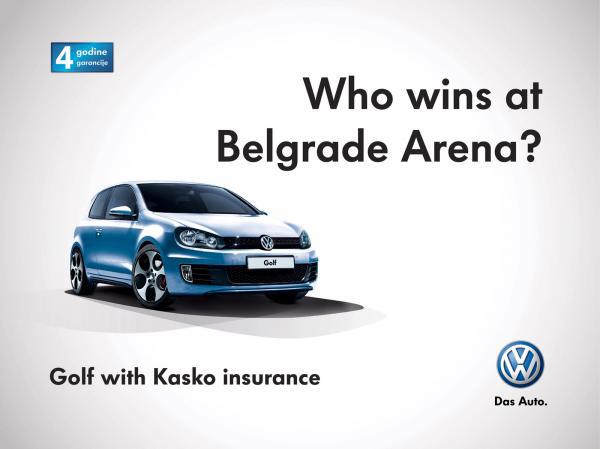 4 godine
garancije
Who wins at
Belgrade Arena?
Golf
Golf with Kasko insurance
Das Auto.